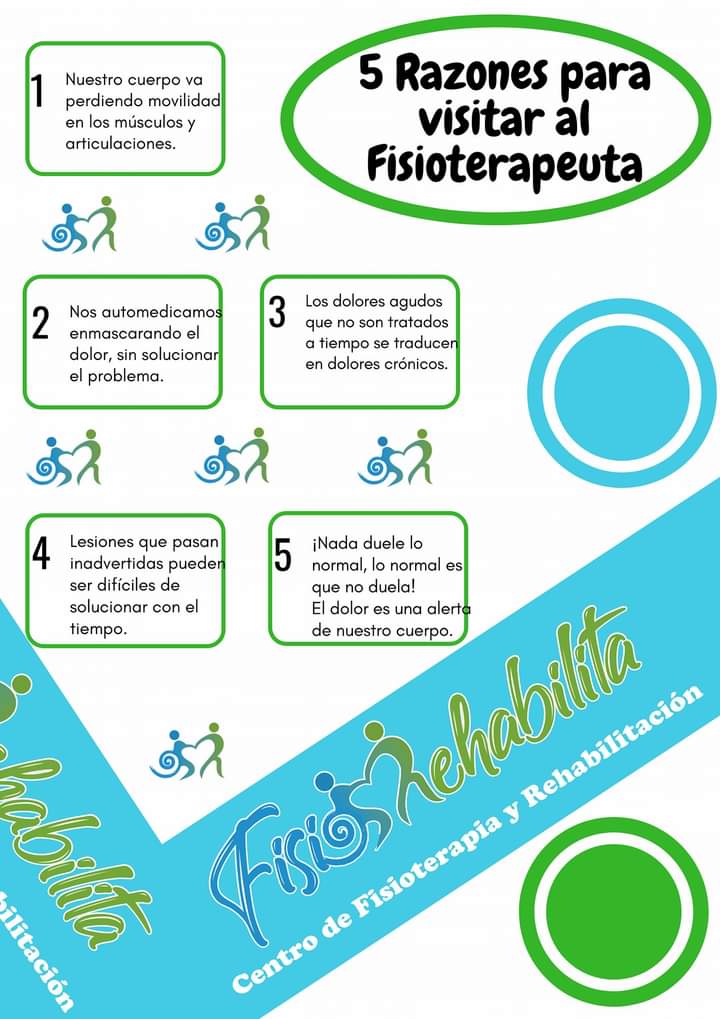 5 Razones para
visitar al
Fisioterapeuta
1
Nuestro cuerpo va
perdiendo movilidad
en los músculos y
articulaciones.
2
Nos automedicamos
enmascarando el
dolor, sin solucionar
el problema.
3
Los dolores agudos
que no son tratados
a tiempo se traducen
en dolores crónicos.
4
Lesiones que pasan
inadvertidas pueden
ser difíciles de
solucionar con el
tiempo.
5
¡Nada duele lo
normal, lo normal es
que no duela!
El dolor es una alerta
de nuestro cuerpo.
FisioRehabilita
Centro de Fisioterapia y Rehabilitación
habilita
bilitación